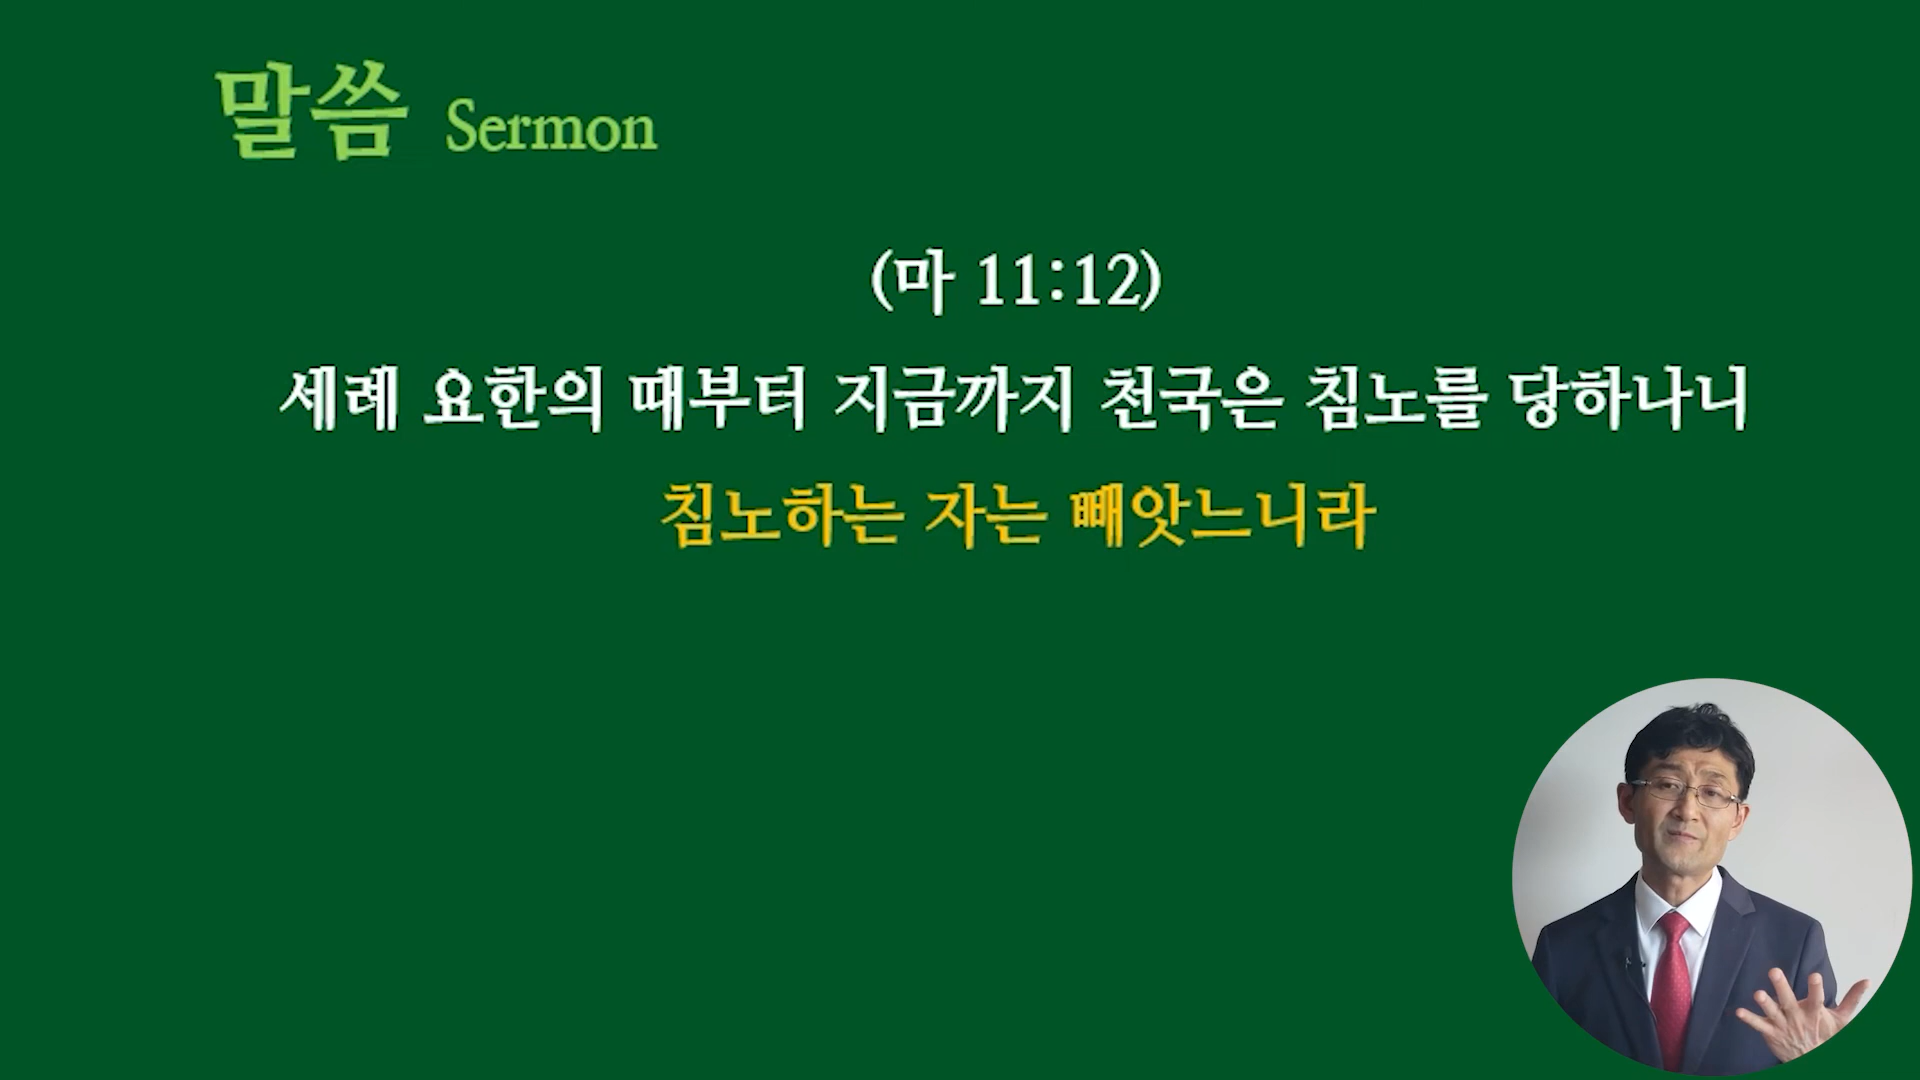 말씀 Sermon
(마 11:12)
세례 요한의 때부터 지금까지 천국은 침노를 당하나니
침노하는 자는 빼앗느니라